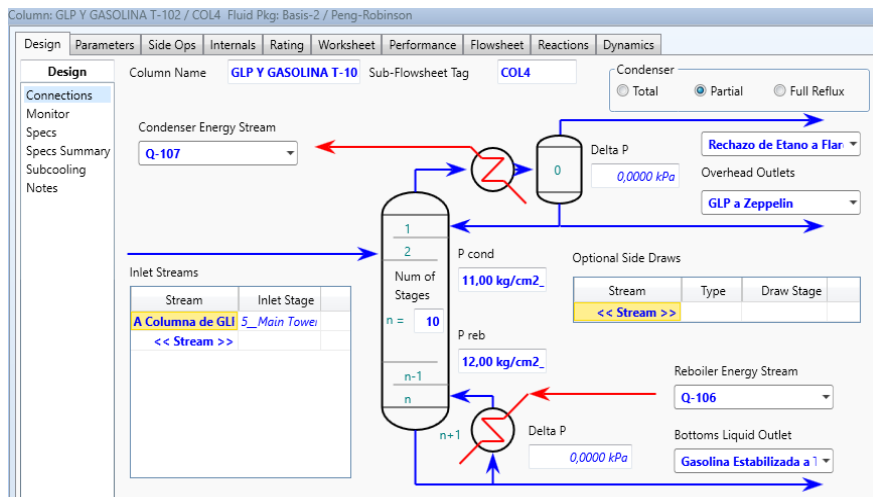 Column: GLP Y GASOLINA T-102 / COL4 Fluid Pkg: Basis-2 / Peng-Robinson
Design Parameters Side Ops Internals Rating Worksheet Performance Flowsheet Reactions Dynamics
Design
Connections
Monitor
Specs
Specs Summary
Subcooling
Notes
Column Name GLP Y GASOLINA T-10 Sub-Flowsheet Tag COL4
Condenser
Total Partial Full Reflux
Condenser Energy Stream
Q-107
0
Delta P
0,0000 kPa
Rechazo de Etano a Flar
Overhead Outlets
GLP a Zeppelin
1
2
Num of
Stages
n = 10
n-1
n
n+1
P cond
11,00 kg/cm2_
P reb
12,00 kg/cm2_
Inlet Streams
Stream Inlet Stage
A Columna de GLI 5__Main Tower
<< Stream >>
Optional Side Draws
Stream Type Draw Stage
<< Stream >>
Reboiler Energy Stream
Q-106
Delta P
0,0000 kPa
Bottoms Liquid Outlet
Gasolina Estabilizada a